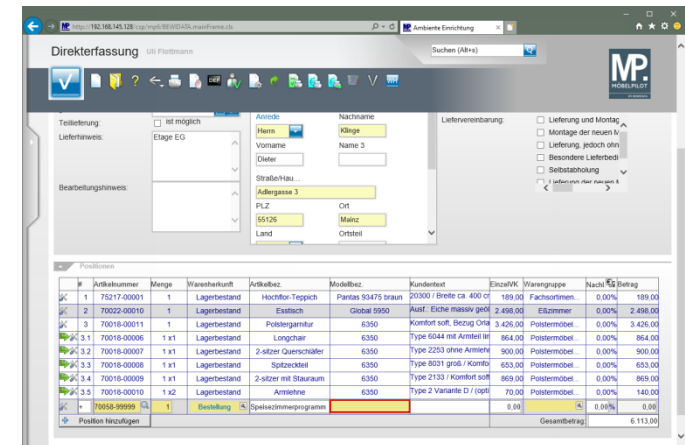 http://192.168.145.128/csp/mp6/BEWIDATA.mainFrame.cls
Ambiente Einrichtung
Direkterfassung Uli Flottmann
Suchen (Alt+s)
MP.
MÖBELPILOT
Teillieferung: ist möglich
Lieferhinweis: Etage EG
Bearbeitungshinweis:
Anrede Nachname
Herrn Klinge
Vorname Name 3
Dieter
Straße/Hau...
Adlergasse 3
PLZ Ort
55126 Mainz
Land Ortsteil
Liefervereinbarung:
Lieferung und Montag
Montage der neuen
Lieferung, jedoch ohn
Besondere Lieferbedi
Selbstabholung
Lieferung der neuen
Positionen
# Artikelnummer Menge Warenherkunft Artikelbez. Modellbez. Kundentext EinzelVK Warengruppe Nachl. % Betrag
1 75217-00001 1 Lagerbestand Hochflor-Teppich Pantas 93475 braun 20300 / Breite ca. 400 cr 189,00 Fachsortimen... 0,00% 189,00
2 70022-00010 1 Lagerbestand Esstisch Global 5950 Ausf.: Eiche massiv geöl 2.498,00 Eßzimmer 0,00% 2.498,00
3 70018-00011 1 Lagerbestand Polstergarnitur 6350 Komfort soft, Bezug Orla 3.426,00 Polstermöbel... 0,00% 3.426,00
3.1 70018-00006 1 x1 Lagerbestand Longchair 6350 Type 6044 mit Armteil lir 864,00 Polstermöbel... 0,00% 864,00
3.2 70018-00007 1 x1 Lagerbestand 2-sitzer Querschläfer 6350 Type 2253 ohne Armlehn 900,00 Polstermöbel... 0,00% 900,00
3.3 70018-00008 1 x1 Lagerbestand Spitzeckteil 6350 Type 8031 groß / Komfo 653,00 Polstermöbel... 0,00% 653,00
3.4 70018-00009 1 x1 Lagerbestand 2-sitzer mit Stauraum 6350 Type 2133 / Komfort soft 869,00 Polstermöbel... 0,00% 869,00
3.5 70018-00010 1 x2 Lagerbestand Armlehne 6350 Type 2 Variante D / (opti 70,00 Polstermöbel... 0,00% 140,00
+ 70058-99999 1 Bestellung Speisezimmerprogramm 0,00 0,00% 0,00
Position hinzufügen Gesamtbetrag: 6.113,00